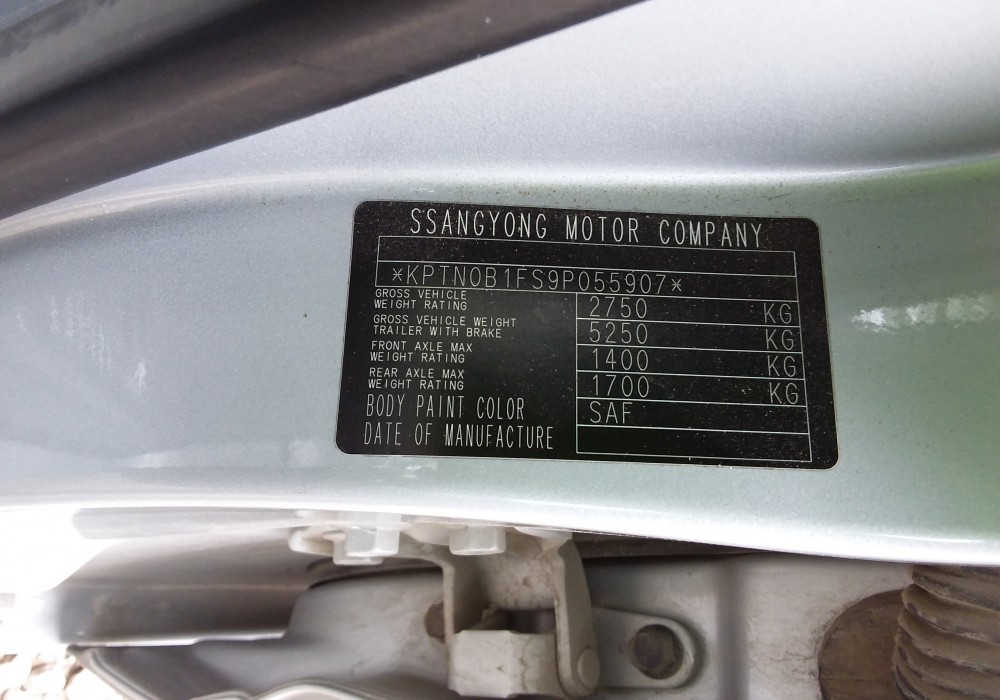 SSANGYONG MOTOR COMPANY
*KPTN0B1FS9P055907*
GROSS VEHICLE
WEIGHT RATING 2750 KG
GROSS VEHICLE WEIGHT
TRAILER WITH BRAKE 5250 KG
FRONT AXLE MAX
WEIGHT RATING 1400 KG
REAR AXLE MAX
WEIGHT RATING 1700 KG
BODY PAINT COLOR SAF
DATE OF MANUFACTURE